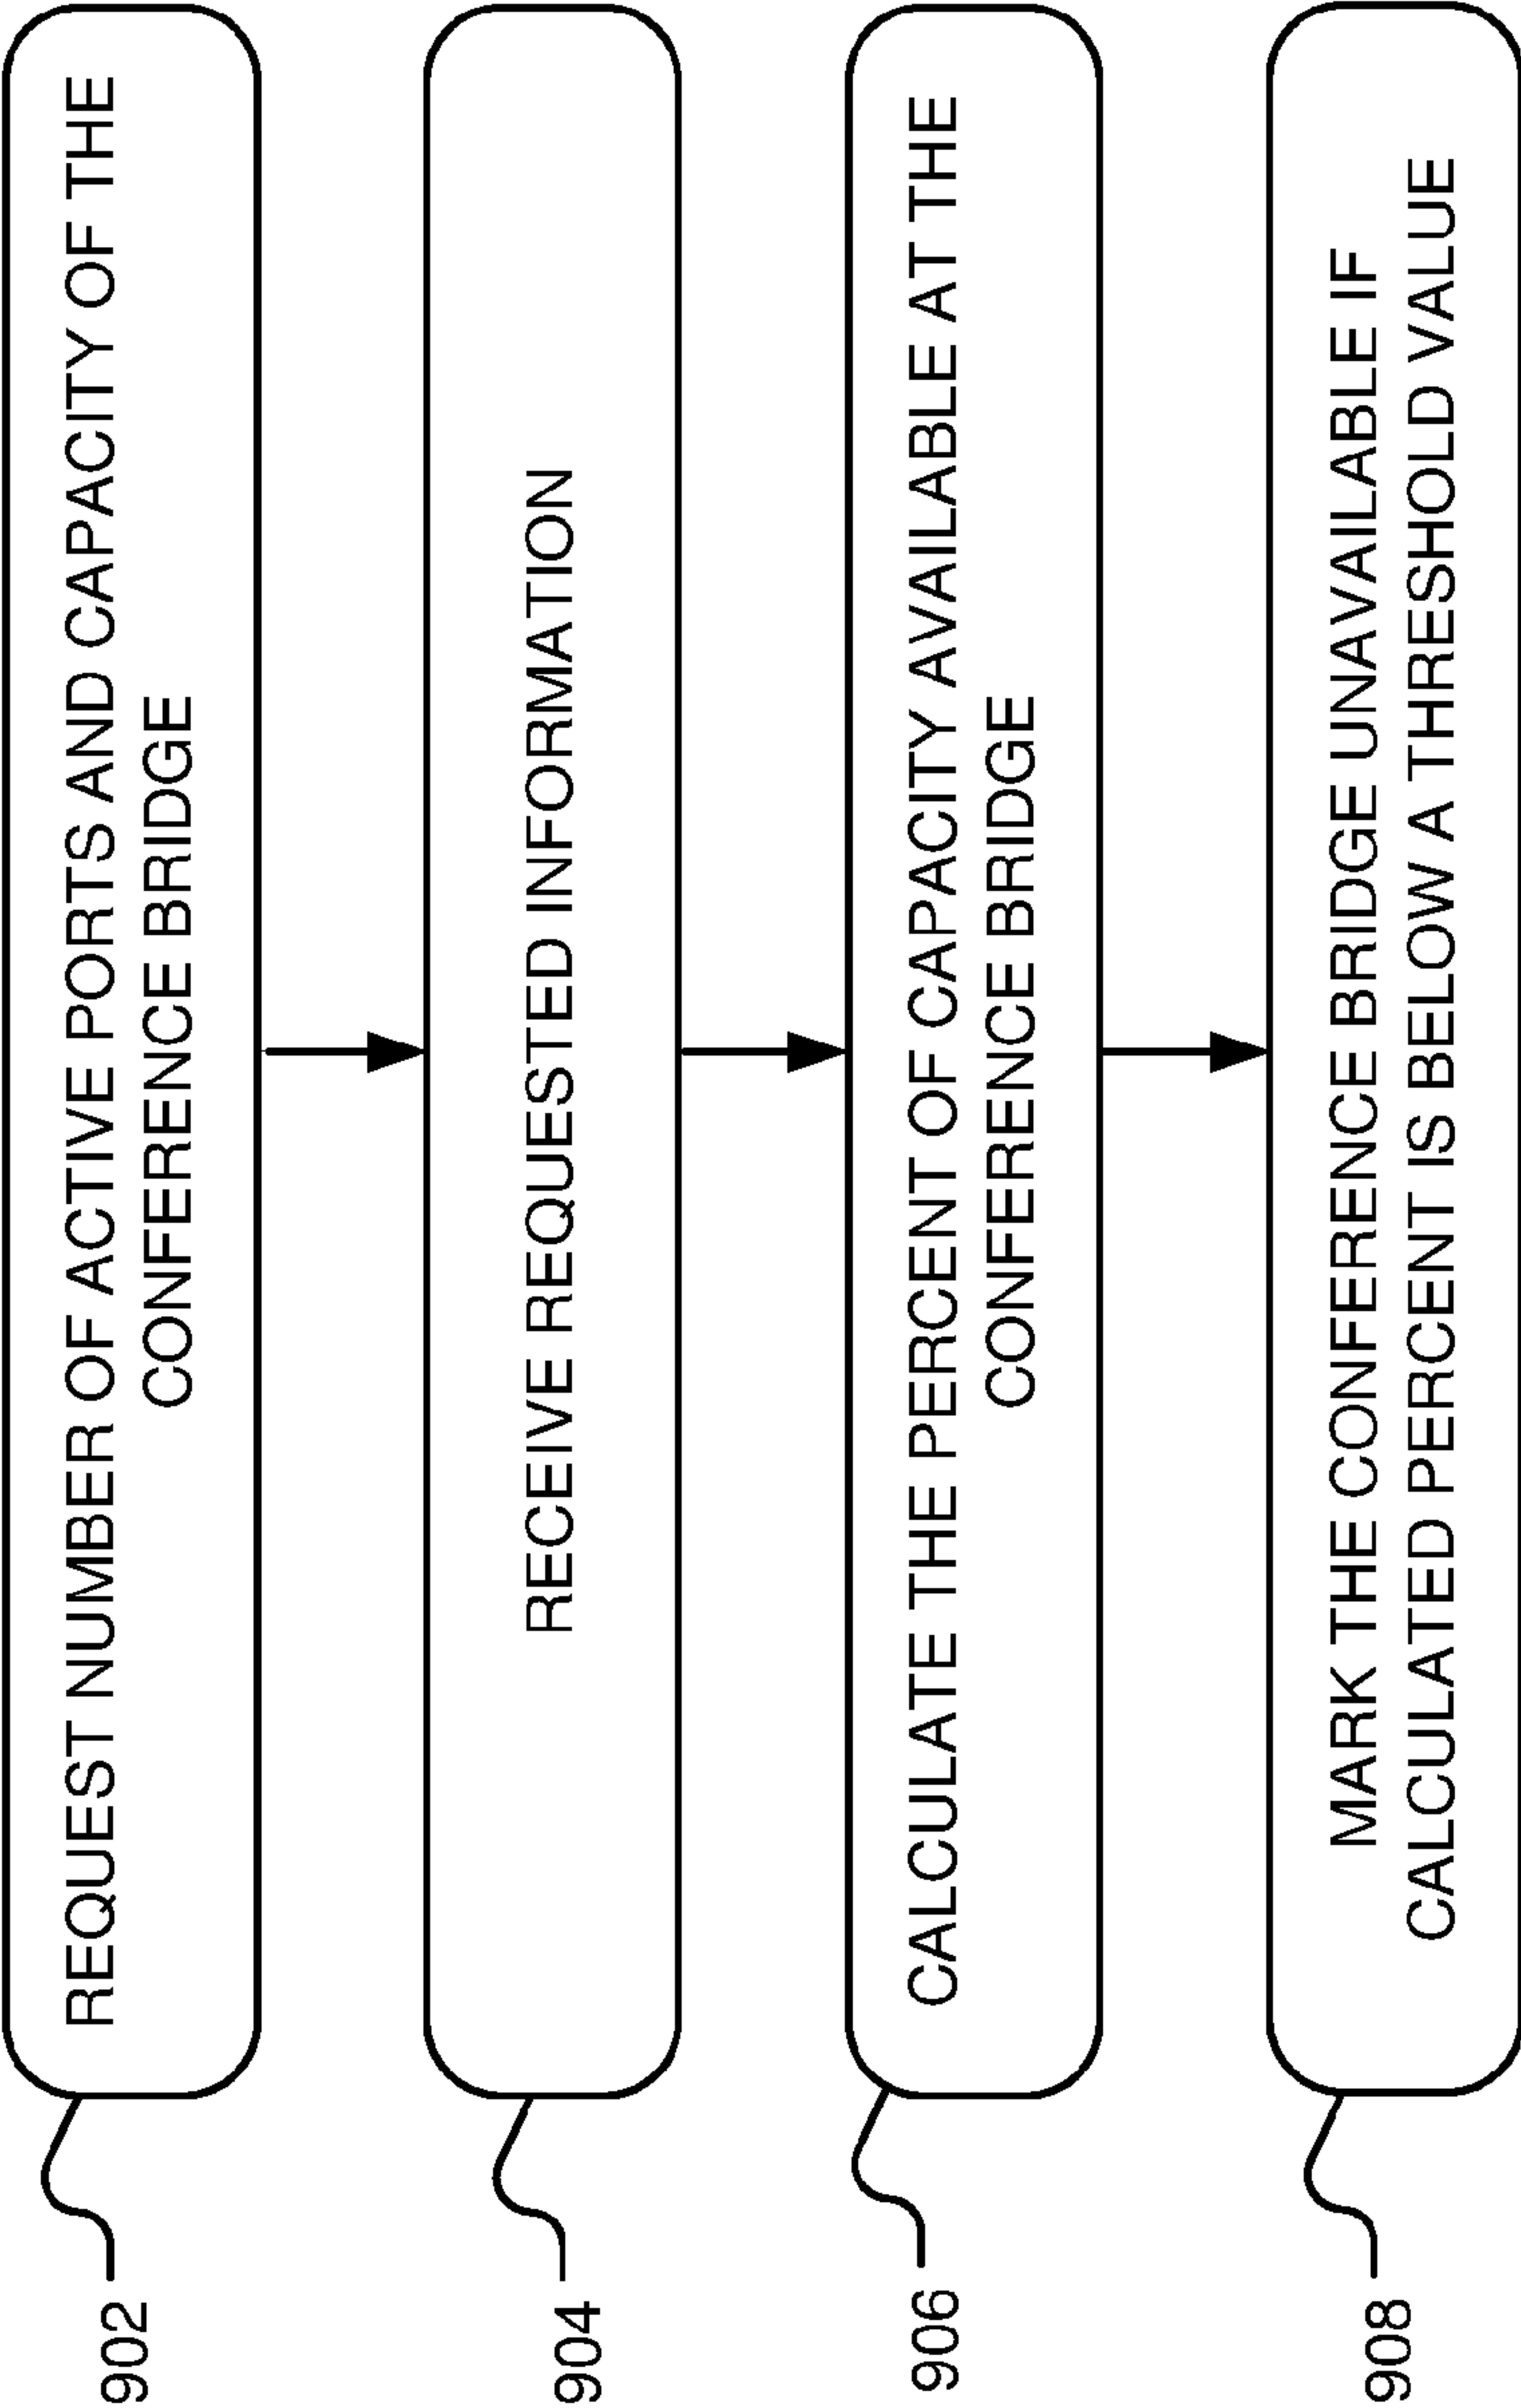 902
REQUEST NUMBER OF ACTIVE PORTS AND CAPACITY OF THE
CONFERENCE BRIDGE
904
RECEIVE REQUESTED INFORMATION
906
CALCULATE THE PERCENT OF CAPACITY AVAILABLE AT THE
CONFERENCE BRIDGE
908
MARK THE CONFERENCE BRIDGE UNAVAILABLE IF
CALCULATED PERCENT IS BELOW A THRESHOLD VALUE